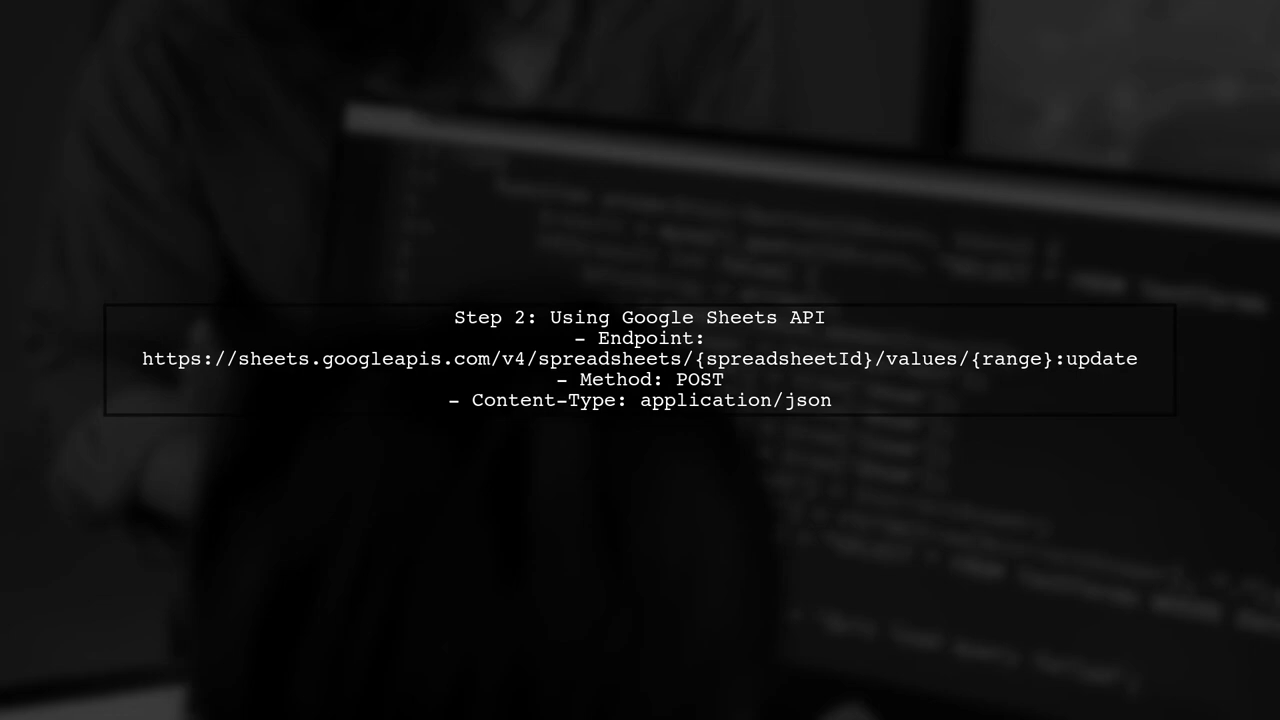 Step 2: Using Google Sheets API
- Endpoint:
https://sheets.googleapis.com/v4/spreadsheets/{spreadsheetId}/values/{range}:update
- Method: POST
- Content-Type: application/json